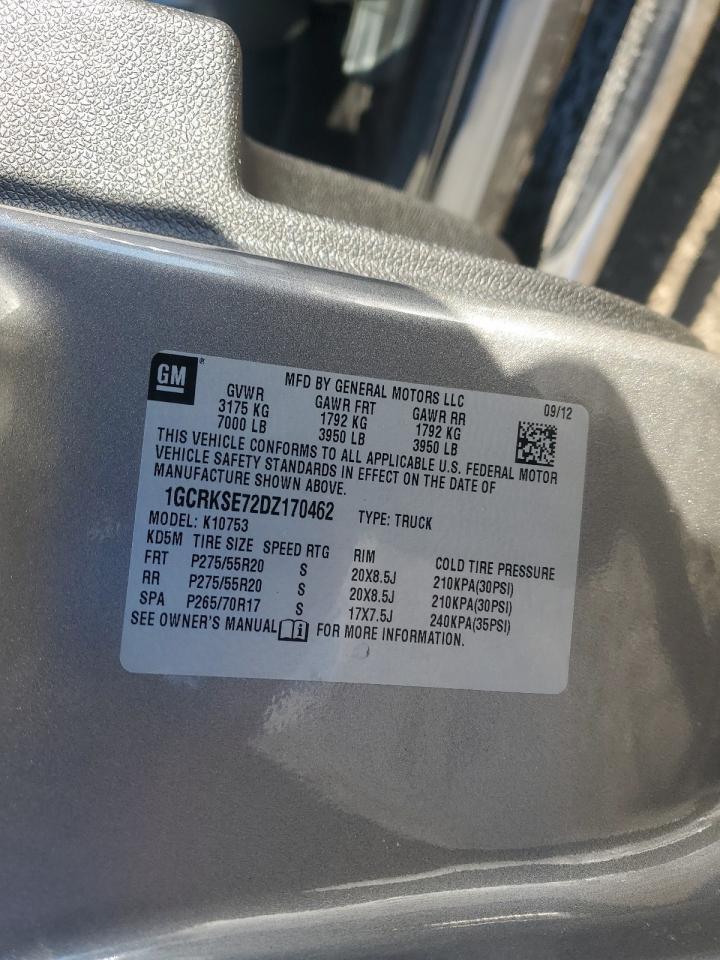 GM
MFD BY GENERAL MOTORS LLC
09/12
GVWR GAWR FRT GAWR RR
3175 KG 1792 KG 1792 KG
7000 LB 3950 LB 3950 LB
THIS VEHICLE CONFORMS TO ALL APPLICABLE U.S. FEDERAL MOTOR
VEHICLE SAFETY STANDARDS IN EFFECT ON THE DATE OF
MANUFACTURE SHOWN ABOVE.
1GCRKSE72DZ170462 TYPE: TRUCK
MODEL: K10753
KD5M TIRE SIZE SPEED RTG RIM COLD TIRE PRESSURE
FRT P275/55R20 S 20X8.5J 210KPA(30PSI)
RR P275/55R20 S 20X8.5J 210KPA(30PSI)
SPA P265/70R17 S 17X7.5J 240KPA(35PSI)
SEE OWNER'S MANUAL i FOR MORE INFORMATION.